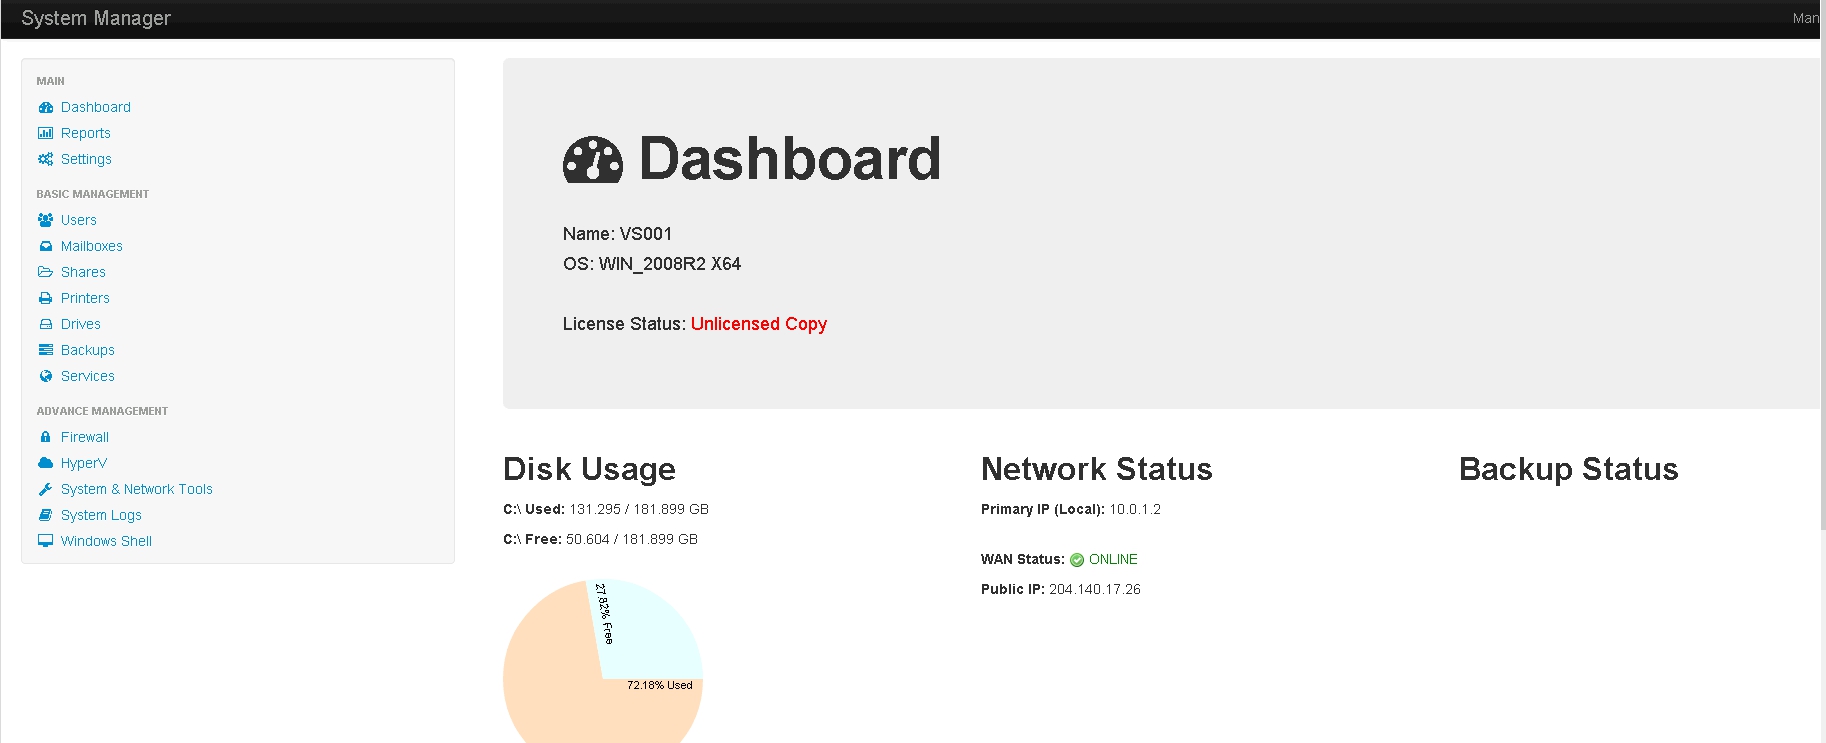 System Manager
Man
MAIN
Dashboard
Reports
Settings
BASIC MANAGEMENT
Users
Mailboxes
Shares
Printers
Drives
Backups
Services
ADVANCE MANAGEMENT
Firewall
HyperV
System & Network Tools
System Logs
Windows Shell
Dashboard
Name: VS001
OS: WIN_2008R2 X64
License Status: Unlicensed Copy
Disk Usage
C:\ Used: 131.295 / 181.899 GB
C:\ Free: 50.604 / 181.899 GB
27.82% Free
72.18% Used
Network Status
Primary IP (Local): 10.0.1.2
WAN Status: ONLINE
Public IP: 204.140.17.26
Backup Status